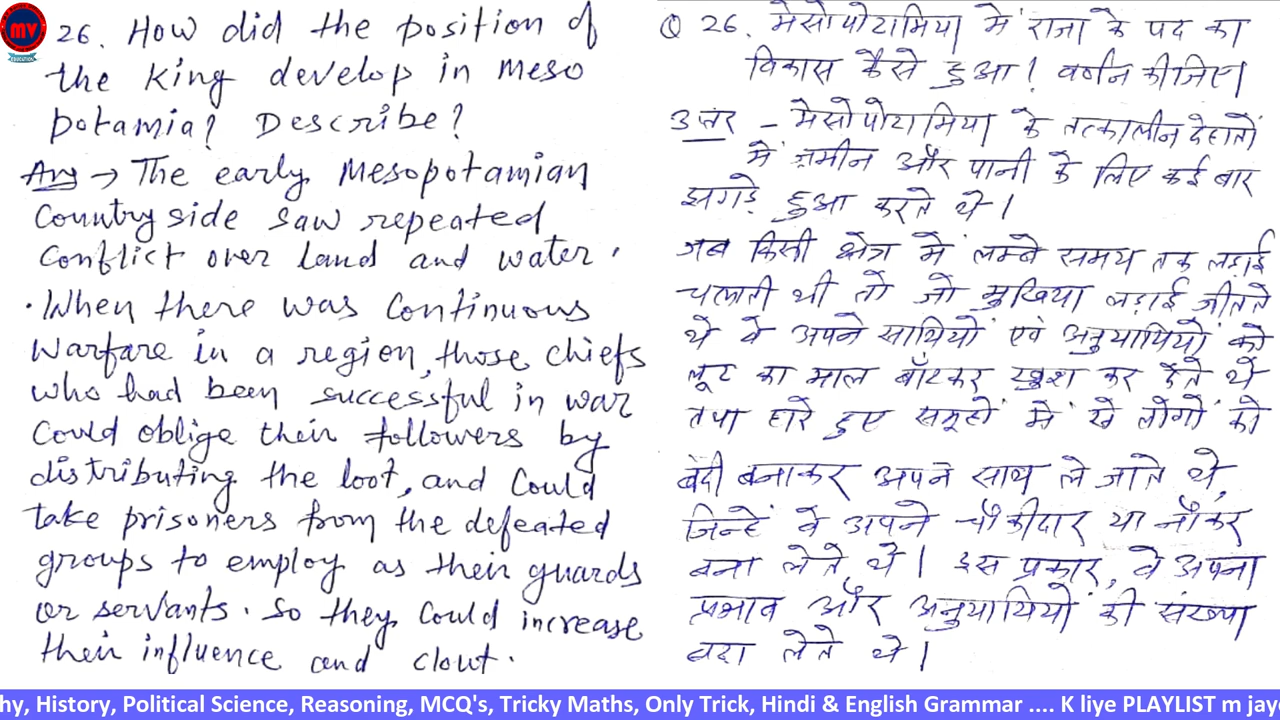 mv
EDUCATION
26. How did the position of
the King develop in Meso
potamia? Describe?
Ans → The early Mesopotamian
Country side saw repeated
Conflict over land and water.
. When there was continuous
Warfare in a region, those chiefs
who had been successful in war
Could oblige their followers by
distributing the loot, and Could
take prisoners from the defeated
groups to employ as their guards
or servants. So they could increase
their influence and clout.
Q 26. मेसोपोटामिया में राजा के पद का
विकास कैसे हुआ? वर्णन कीजिए।
उत्तर - मेसोपोटामिया के तत्कालीन देहातों
में ज़मीन और पानी के लिए कई बार
झगड़े हुआ करते थे।
जब किसी क्षेत्र में लम्बे समय तक लड़ाई
चलती थी तो जो मुखिया लड़ाई जीतते
थे वे अपने साथियों एवं अनुयायियों को
लूट का माल बाँटकर खुश कर देते थे
तथा हारे हुए समूहों में से लोगों को
बंदी बनाकर अपने साथ ले जाते थे,
जिन्हें वे अपने चौकीदार या नौकर
बना लेते थे। इस प्रकार, वे अपना
प्रभाव और अनुयायियों की संख्या
बढ़ा लेते थे।
hy, History, Political Science, Reasoning, MCQ's, Tricky Maths, Only Trick, Hindi & English Grammar .... K liye PLAYLIST m jaye